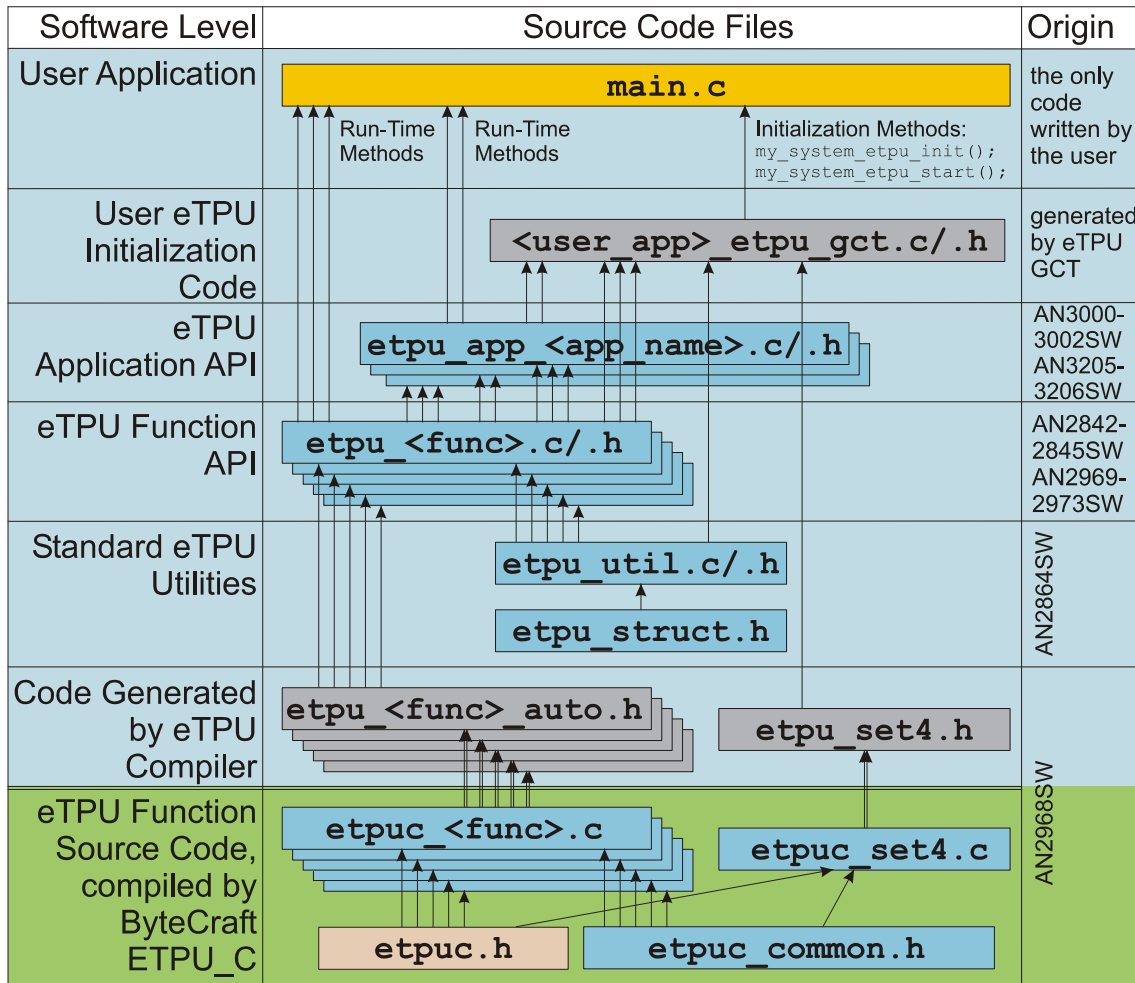 Software Level
Source Code Files
Origin
User Application
main.c
the only
code
written by
the user
Run-Time
Methods
Run-Time
Methods
Initialization Methods:
my_system_etpu_init();
my_system_etpu_start();
User eTPU
Initialization
Code
<user_app>_etpu_gct.c/.h
generated
by eTPU
GCT
eTPU
Application API
etpu_app_<app_name>.c/.h
AN3000-
3002SW
AN3205-
3206SW
eTPU Function
API
etpu_<func>.c/.h
AN2842-
2845SW
AN2969-
2973SW
Standard eTPU
Utilities
etpu_util.c/.h
etpu_struct.h
AN2864SW
Code Generated
by eTPU
Compiler
etpu_<func>_auto.h
etpu_set4.h
AN2968SW
eTPU Function
Source Code,
compiled by
ByteCraft
ETPU_C
etpuc_<func>.c
etpuc_set4.c
etpuc.h
etpuc_common.h